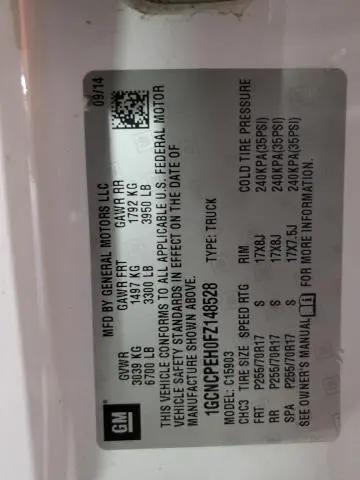 GM
MFD BY GENERAL MOTORS LLC
09/14
GVWR GAWR FRT GAWR RR
3039 KG 1497 KG 1792 KG
6700 LB 3300 LB 3950 LB
THIS VEHICLE CONFORMS TO ALL APPLICABLE U.S. FEDERAL MOTOR
VEHICLE SAFETY STANDARDS IN EFFECT ON THE DATE OF
MANUFACTURE SHOWN ABOVE.
1GCNCPEH0FZ148528 TYPE: TRUCK
MODEL: C15903
CHC3 TIRE SIZE SPEED RTG RIM COLD TIRE PRESSURE
FRT P255/70R17 S 17X8J 240KPA(35PSI)
RR P255/70R17 S 17X8J 240KPA(35PSI)
SPA P265/70R17 S 17X7.5J 240KPA(35PSI)
SEE OWNER'S MANUAL FOR MORE INFORMATION.